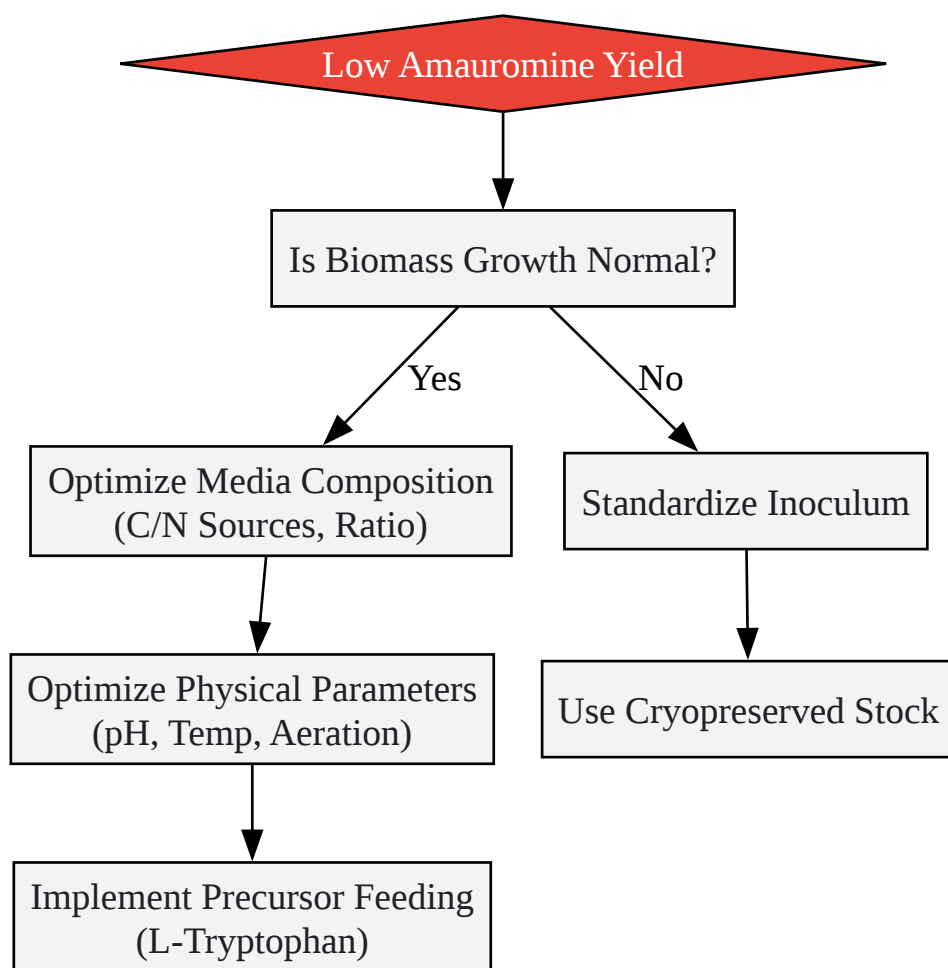 Low Amauromine Yield
Is Biomass Growth Normal?
Yes
No
Optimize Media Composition
(C/N Sources, Ratio)
Standardize Inoculum
Optimize Physical Parameters
(pH, Temp, Aeration)
Use Cryopreserved Stock
Implement Precursor Feeding
(L-Tryptophan)